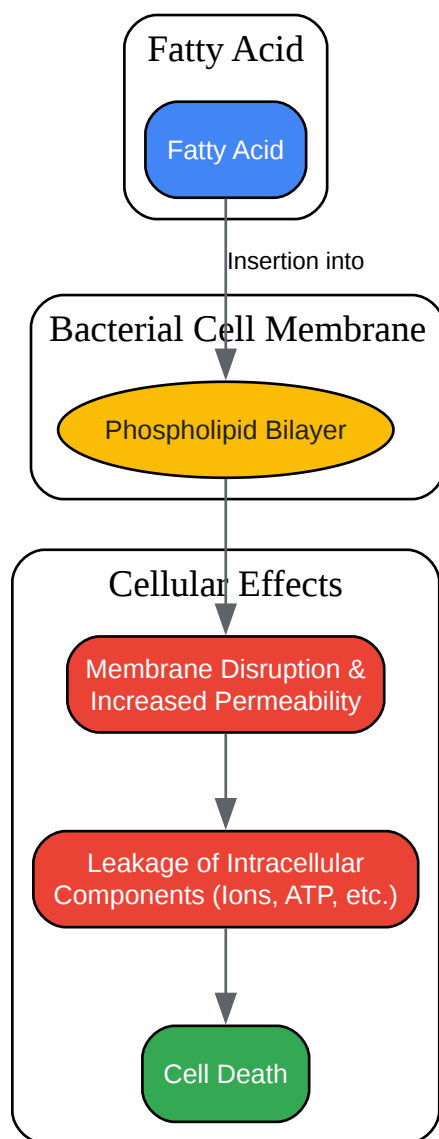 Fatty Acid
Fatty Acid
Insertion into
Bacterial Cell Membrane
Phospholipid Bilayer
Cellular Effects
Membrane Disruption &
Increased Permeability
Leakage of Intracellular
Components (Ions, ATP, etc.)
Cell Death